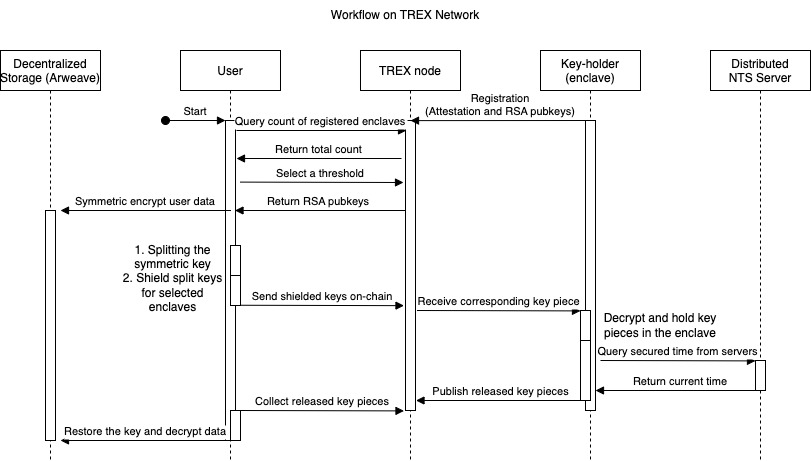 Workflow on TREX Network
Decentralized
Storage (Arweave)
User
TREX node
Key-holder
(enclave)
Distributed
NTS Server
Registration
(Attestation and RSA pubkeys)
Start
Query count of registered enclaves
Return total count
Select a threshold
Symmetric encrypt user data
Return RSA pubkeys
1. Splitting the
symmetric key
2. Shield split keys
for selected
enclaves
Send shielded keys on-chain
Receive corresponding key piece
Decrypt and hold key
pieces in the enclave
Query secured time from servers
Return current time
Publish released key pieces
Collect released key pieces
Restore the key and decrypt data